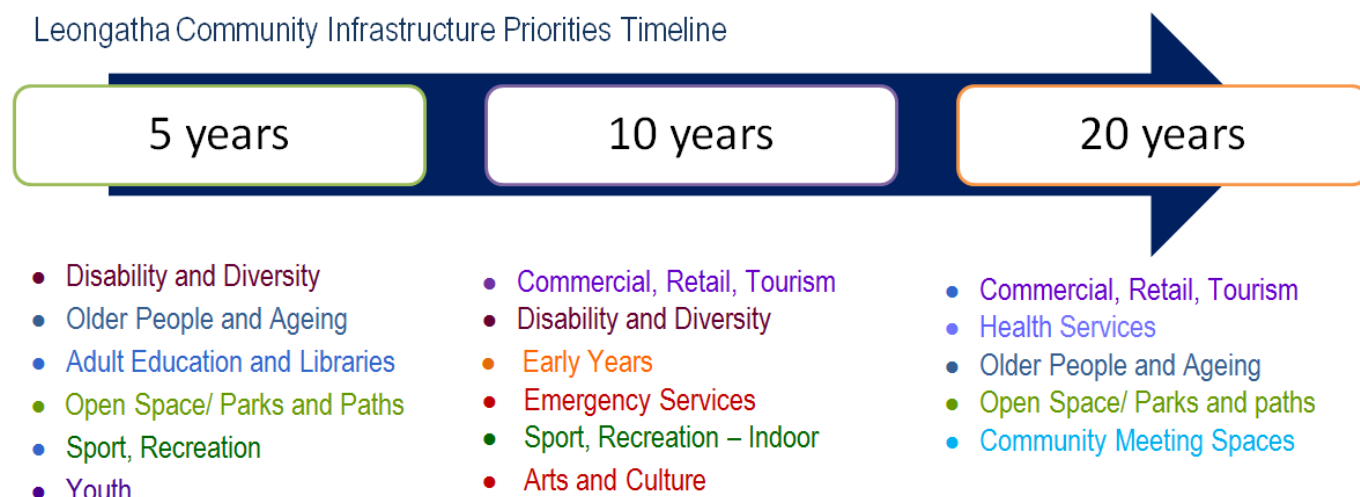 Leongatha Community Infrastructure Priorities Timeline
5 years
10 years
20 years
● Disability and Diversity
● Older People and Ageing
● Adult Education and Libraries
● Open Space/ Parks and Paths
● Sport, Recreation
● Youth
● Commercial, Retail, Tourism
● Disability and Diversity
● Early Years
● Emergency Services
● Sport, Recreation – Indoor
● Arts and Culture
● Commercial, Retail, Tourism
● Health Services
● Older People and Ageing
● Open Space/ Parks and paths
● Community Meeting Spaces